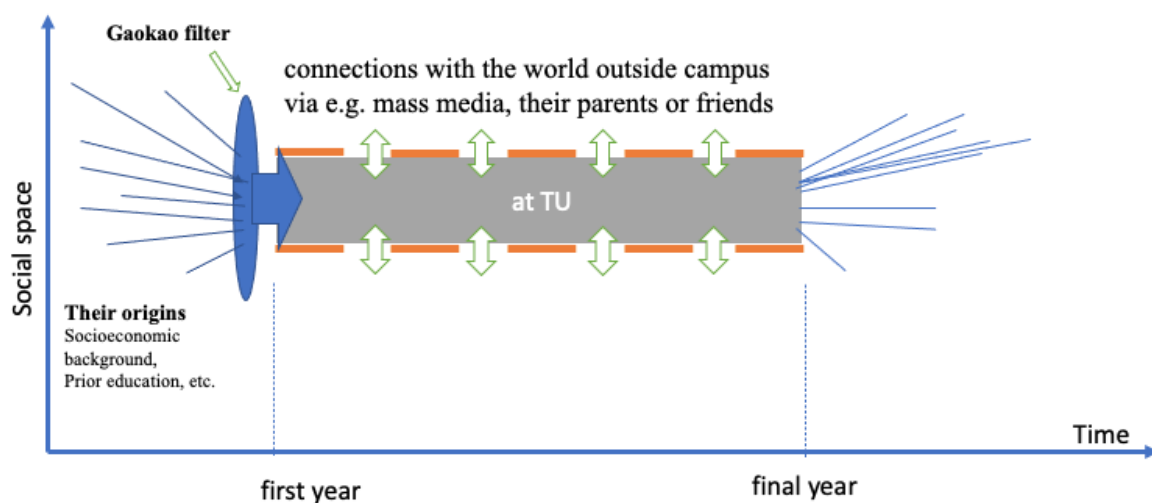 Gaokao filter
connections with the world outside campus
via e.g. mass media, their parents or friends
at TU
Social space
Their origins
Socioeconomic
background,
Prior education, etc.
Time
first year
final year